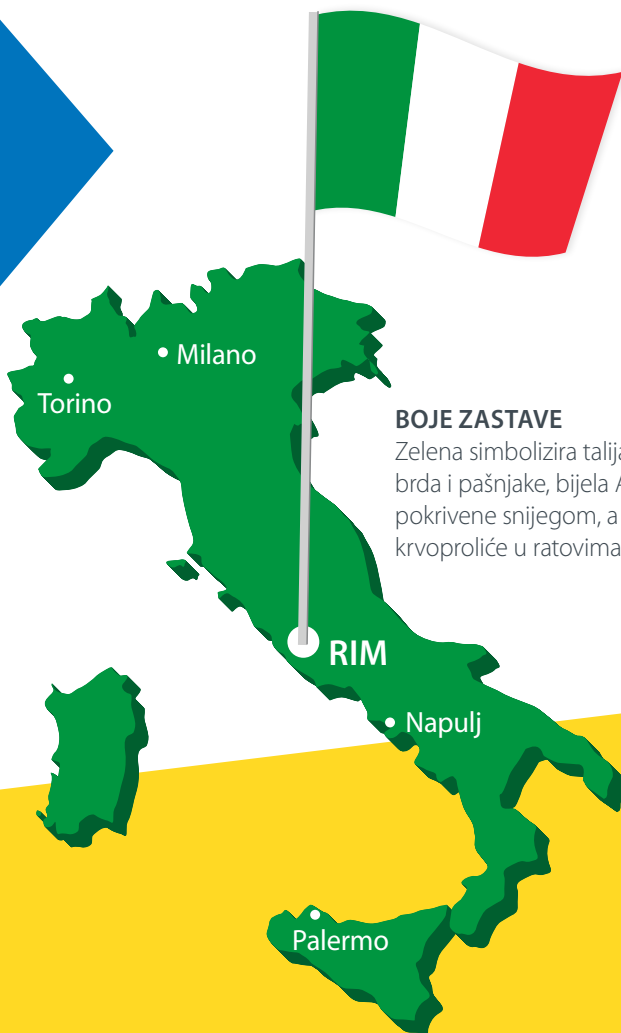 Milano
Torino
BOJE ZASTAVE
Zelena simbolizira
brda i pašnjake, bijela
pokrivene snijegom, a
krvoproliće u ratovima
RIM
Napulj
Palermo